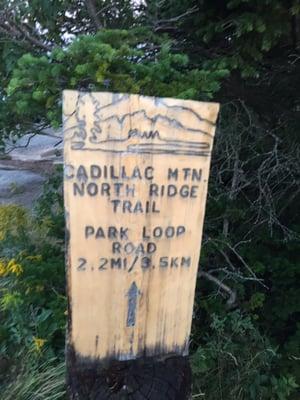 CADILLAC MTN.
NORTH RIDGE
TRAIL
PARK LOOP
ROAD
2.2MI/3.5KM